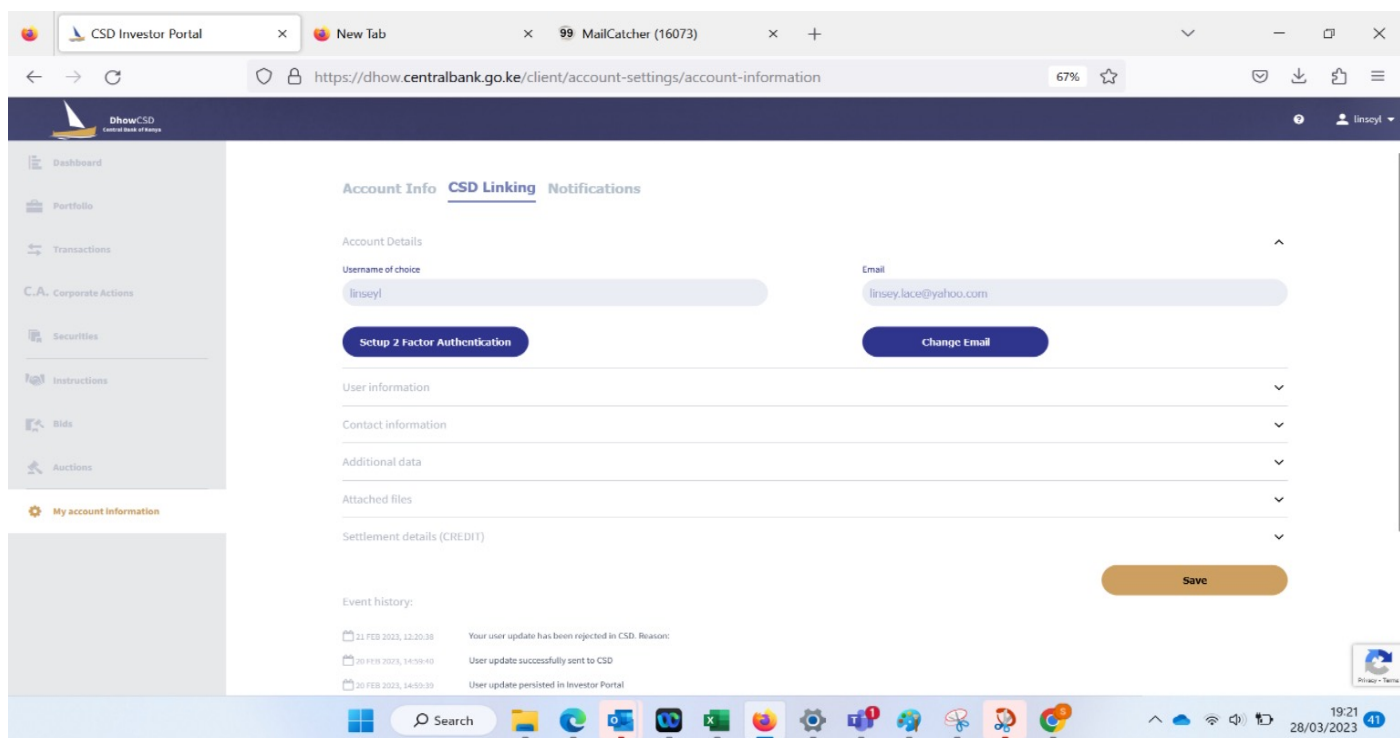 CSD Investor Portal
New Tab
99 MailCatcher (16073)
https://dhow.centralbank.go.ke/client/account-settings/account-information
67%
DhowCSD
Central Bank of Kenya
linseyl
Dashboard
Portfolio
Transactions
C.A. Corporate Actions
Securities
Instructions
Bids
Auctions
My account information
Account Info CSD Linking Notifications
Account Details
Username of choice Email
linseyl linsey.lace@yahoo.com
Setup 2 Factor Authentication Change Email
User information
Contact information
Additional data
Attached files
Settlement details (CREDIT)
Save
Event history:
21 FEB 2023, 12:20:38 Your user update has been rejected in CSD. Reason:
20 FEB 2023, 14:59:40 User update successfully sent to CSD
20 FEB 2023, 14:59:39 User update persisted in Investor Portal
Privacy - Terms
Search
1
19:21
28/03/2023
41